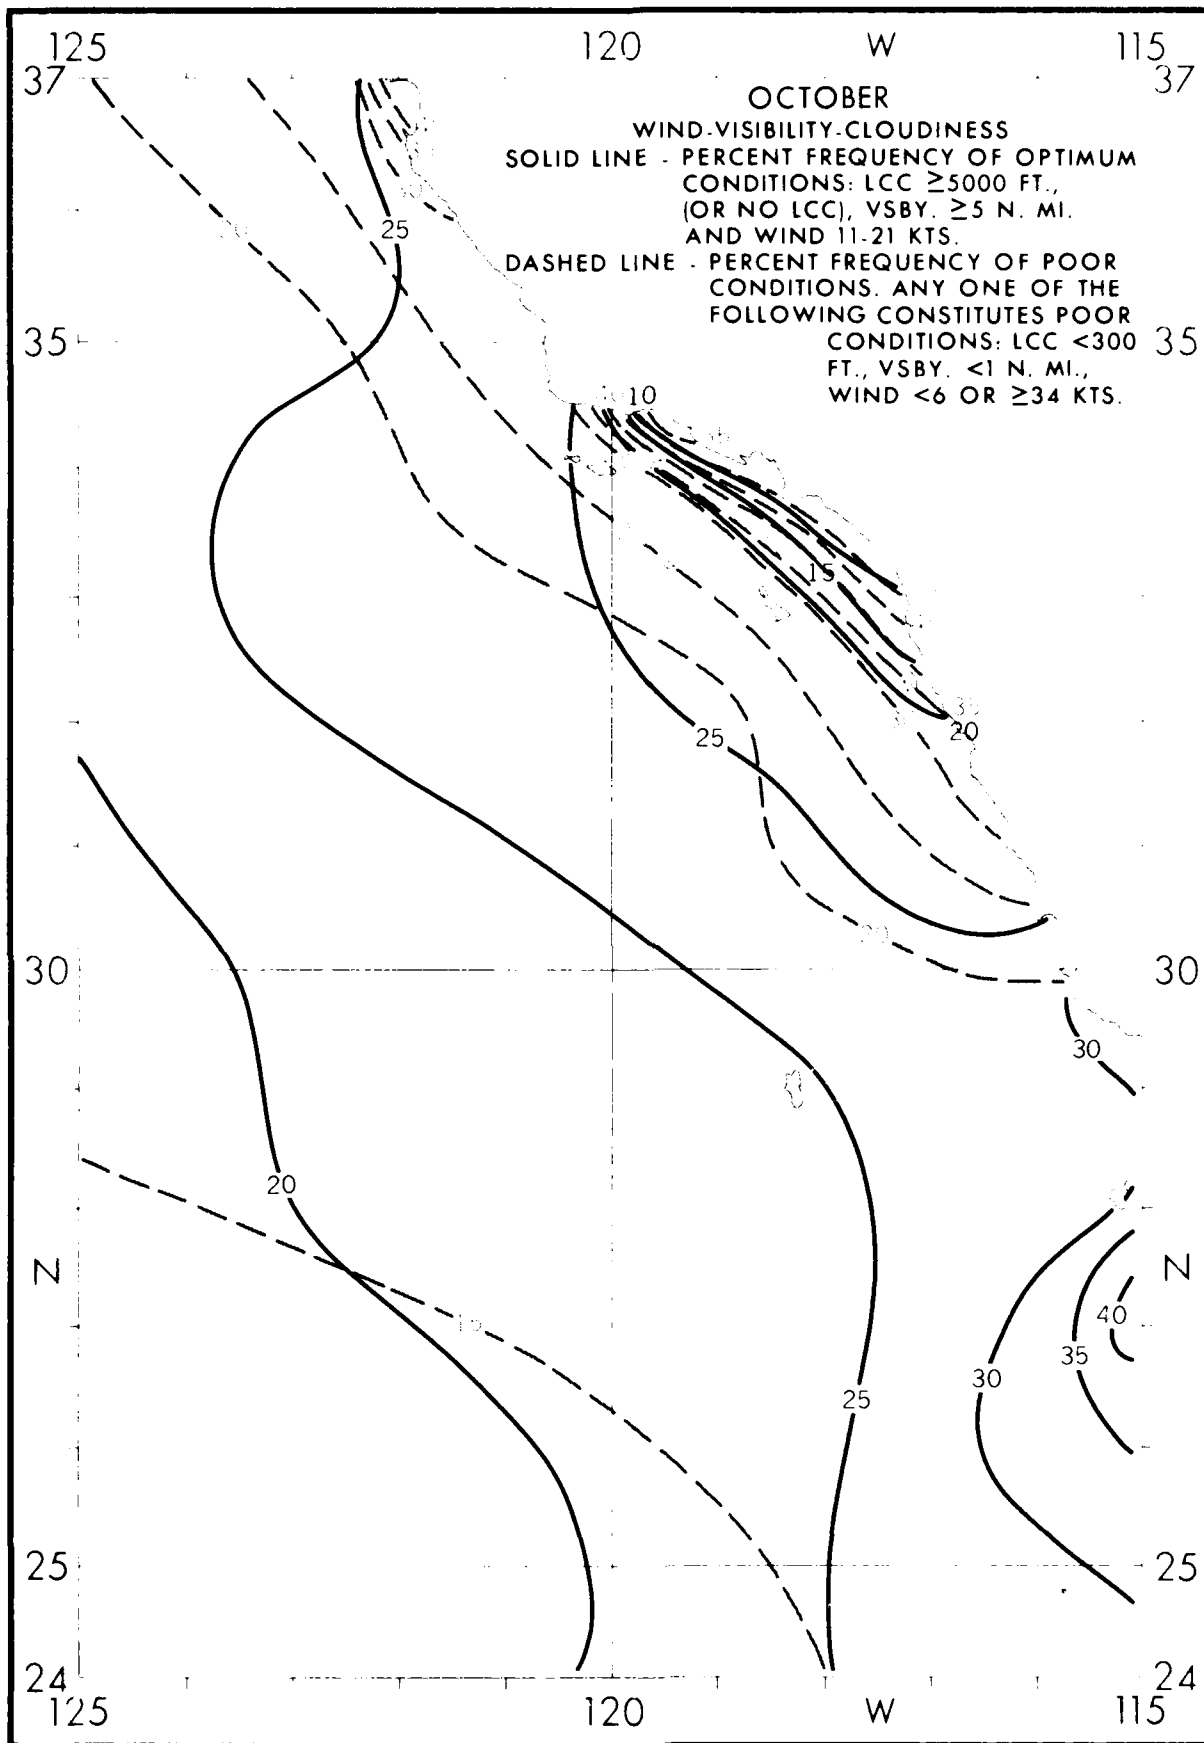 125 120 W 115
37 37
OCTOBER
WIND-VISIBILITY-CLOUDINESS
SOLID LINE - PERCENT FREQUENCY OF OPTIMUM
CONDITIONS: LCC ≥5000 FT.,
(OR NO LCC), VSBY. ≥5 N. MI.
AND WIND 11-21 KTS.
DASHED LINE - PERCENT FREQUENCY OF POOR
CONDITIONS. ANY ONE OF THE
FOLLOWING CONSTITUTES POOR
CONDITIONS: LCC <300
FT., VSBY. <1 N. MI.,
WIND <6 OR ≥34 KTS.
25
35 35
10
15
20
25
20
30 30
30
20
N N
40
15
35
30
25
25 25
24 24
125 120 W 115